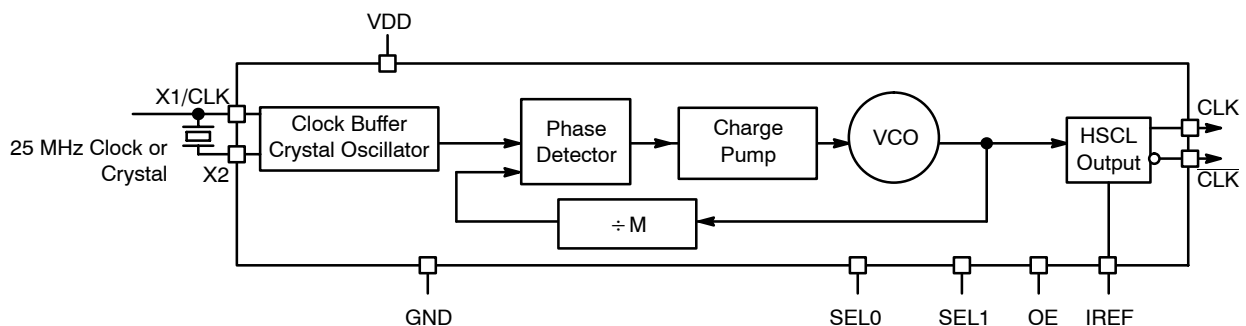 VDD
X1/CLK
25 MHz Clock or
Crystal
X2
Clock Buffer
Crystal Oscillator
Phase
Detector
Charge
Pump
VCO
HSCL
Output
CLK
CLK
÷ M
GND
SEL0
SEL1
OE
IREF